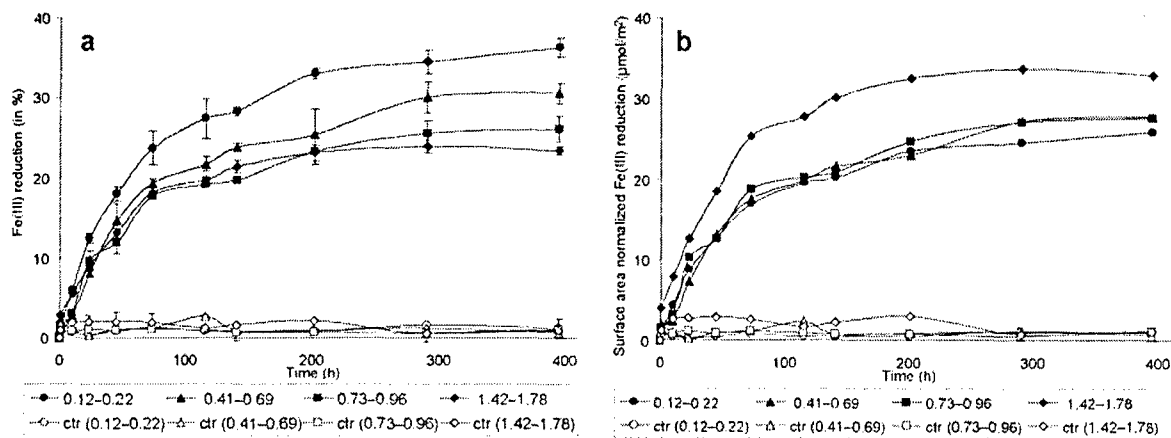 a
40
30
20
10
0
Fe(III) reduction (in %)
0 100 200 300 400
Time (h)
0.12–0.22 0.41–0.69 0.73–0.96 1.42–1.78
ctr (0.12–0.22) ctr (0.41–0.69) ctr (0.73–0.96) ctr (1.42–1.78)
b
40
30
20
10
0
Surface area normalized Fe(III) reduction (µmol/m²)
0 100 200 300 400
Time (h)
0.12–0.22 0.41–0.69 0.73–0.96 1.42–1.78
ctr (0.12–0.22) ctr (0.41–0.69) ctr (0.73–0.96) ctr (1.42–1.78)